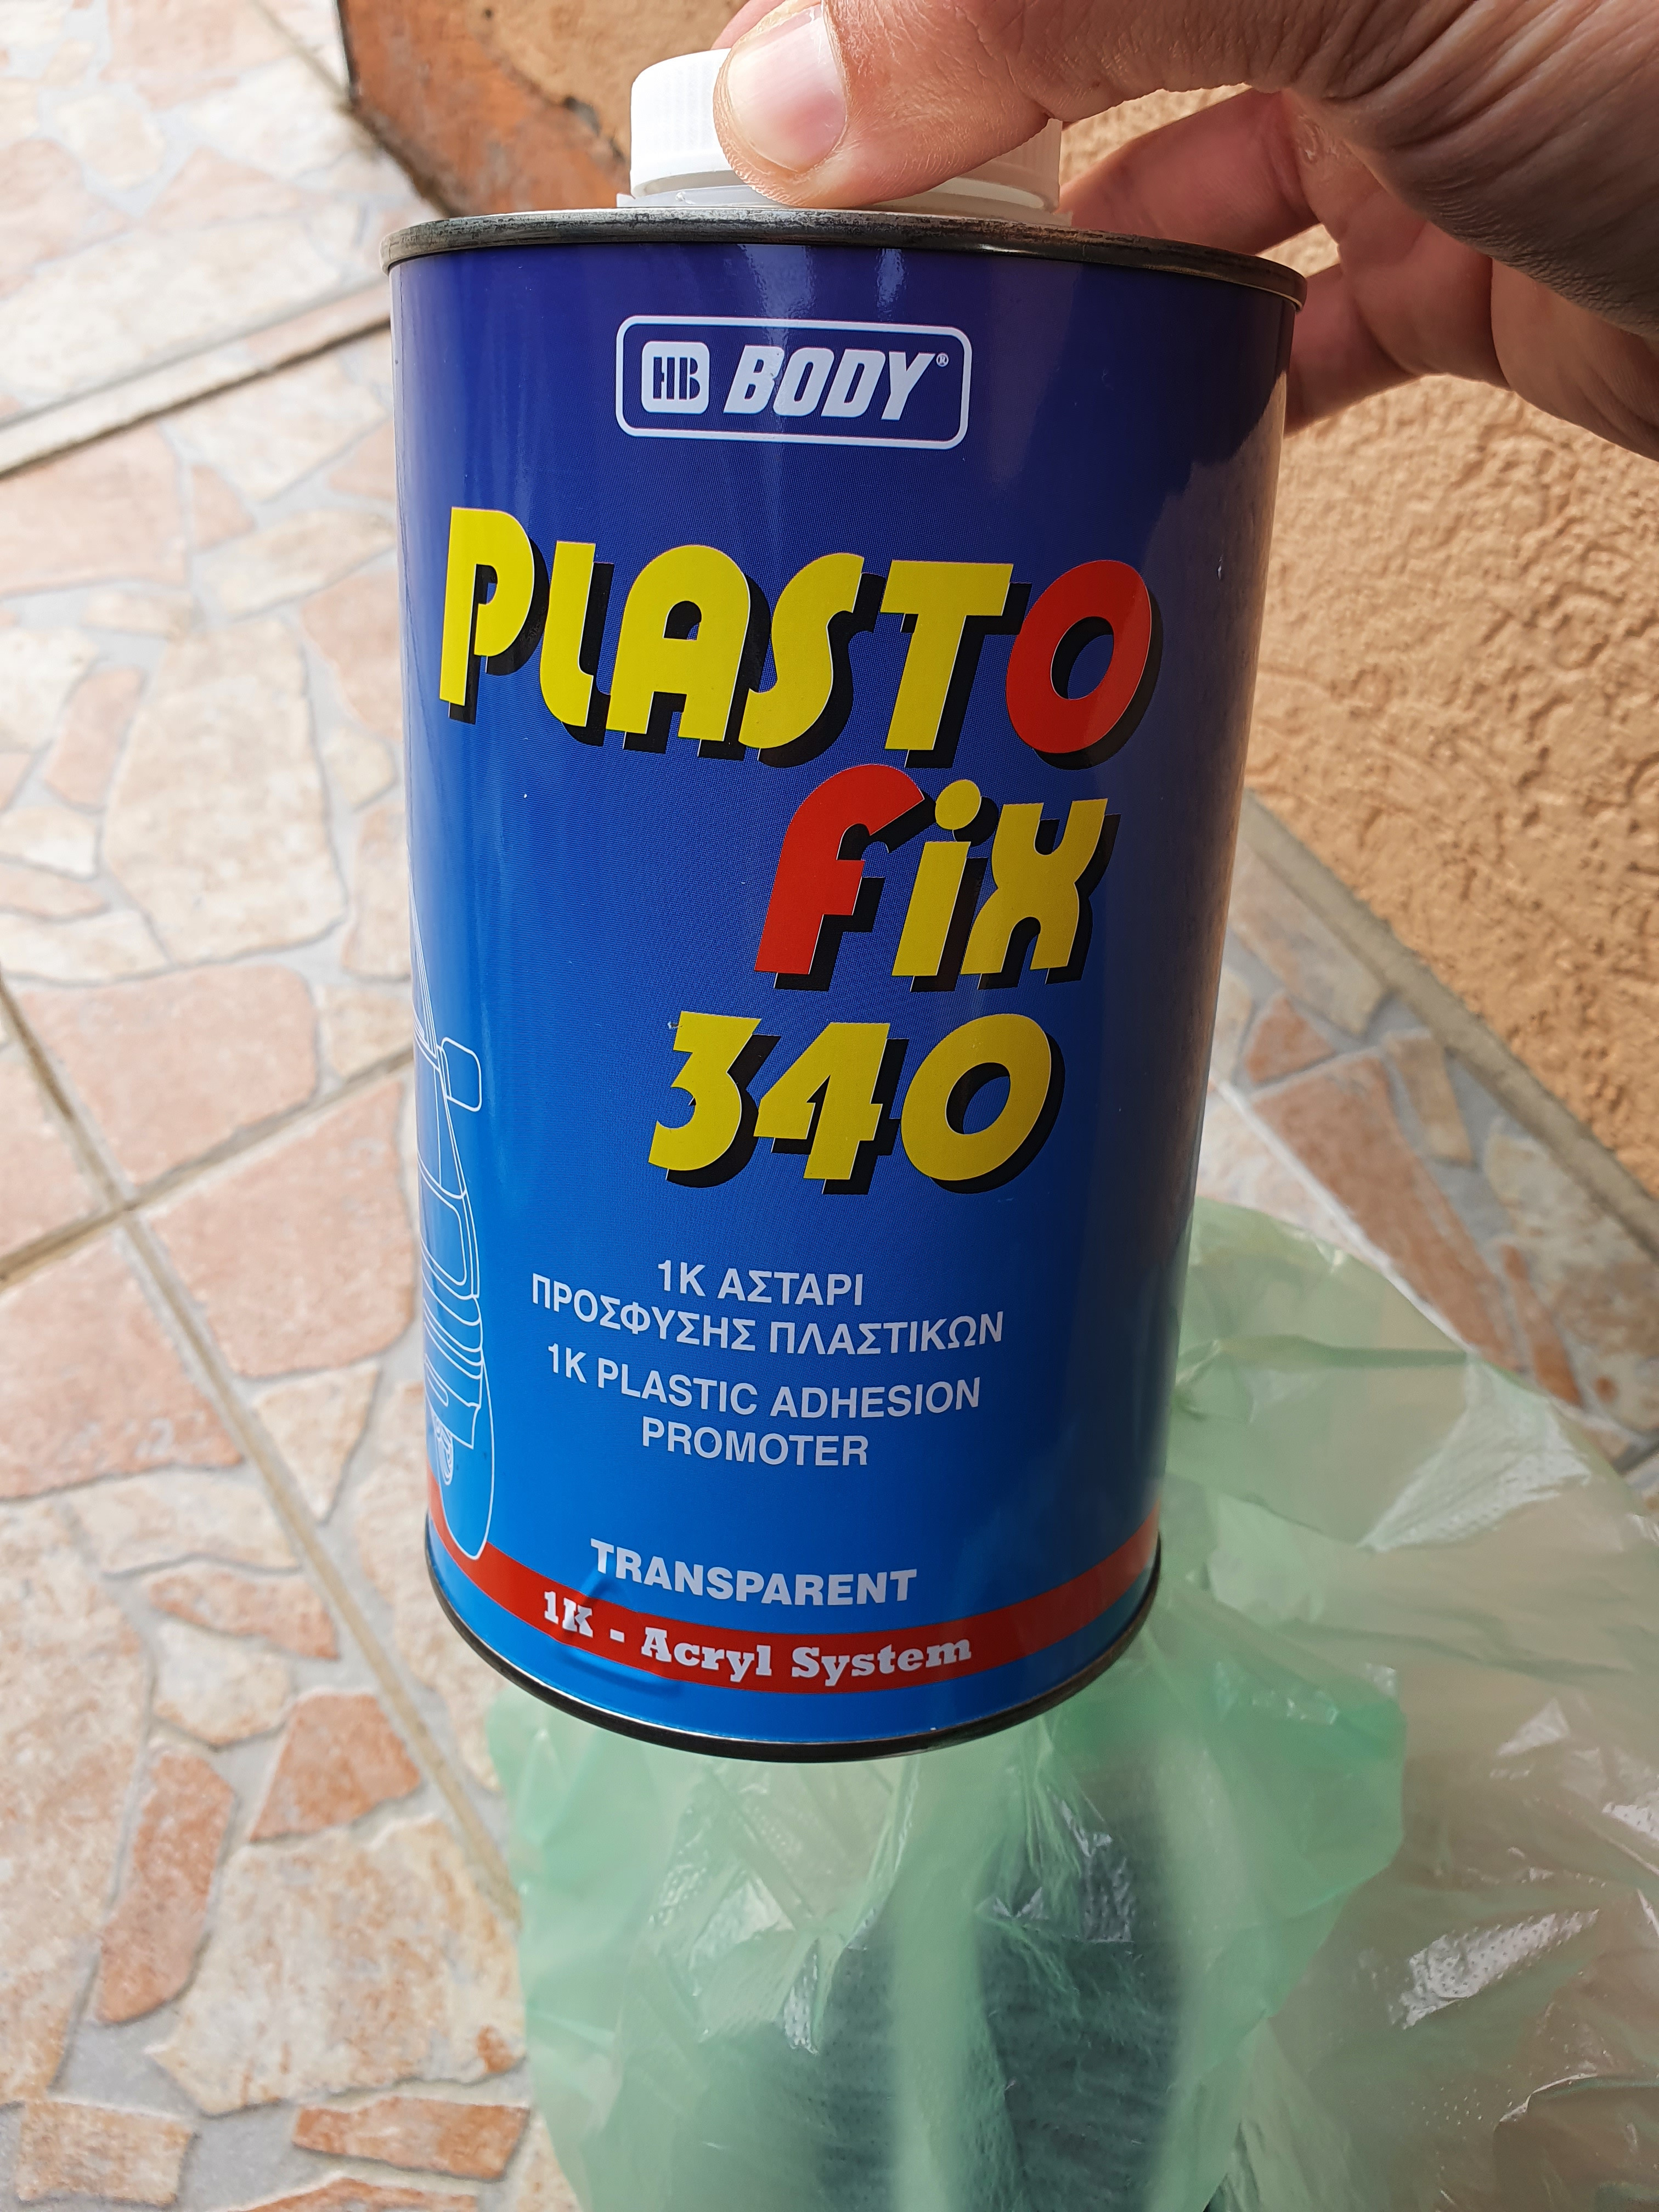 HB BODY®
PLASTO
FiX
340
1K ΑΣΤΑΡΙ
ΠΡΟΣΦΥΣΗΣ ΠΛΑΣΤΙΚΩΝ
1K PLASTIC ADHESION
PROMOTER
TRANSPARENT
1K - Acryl System